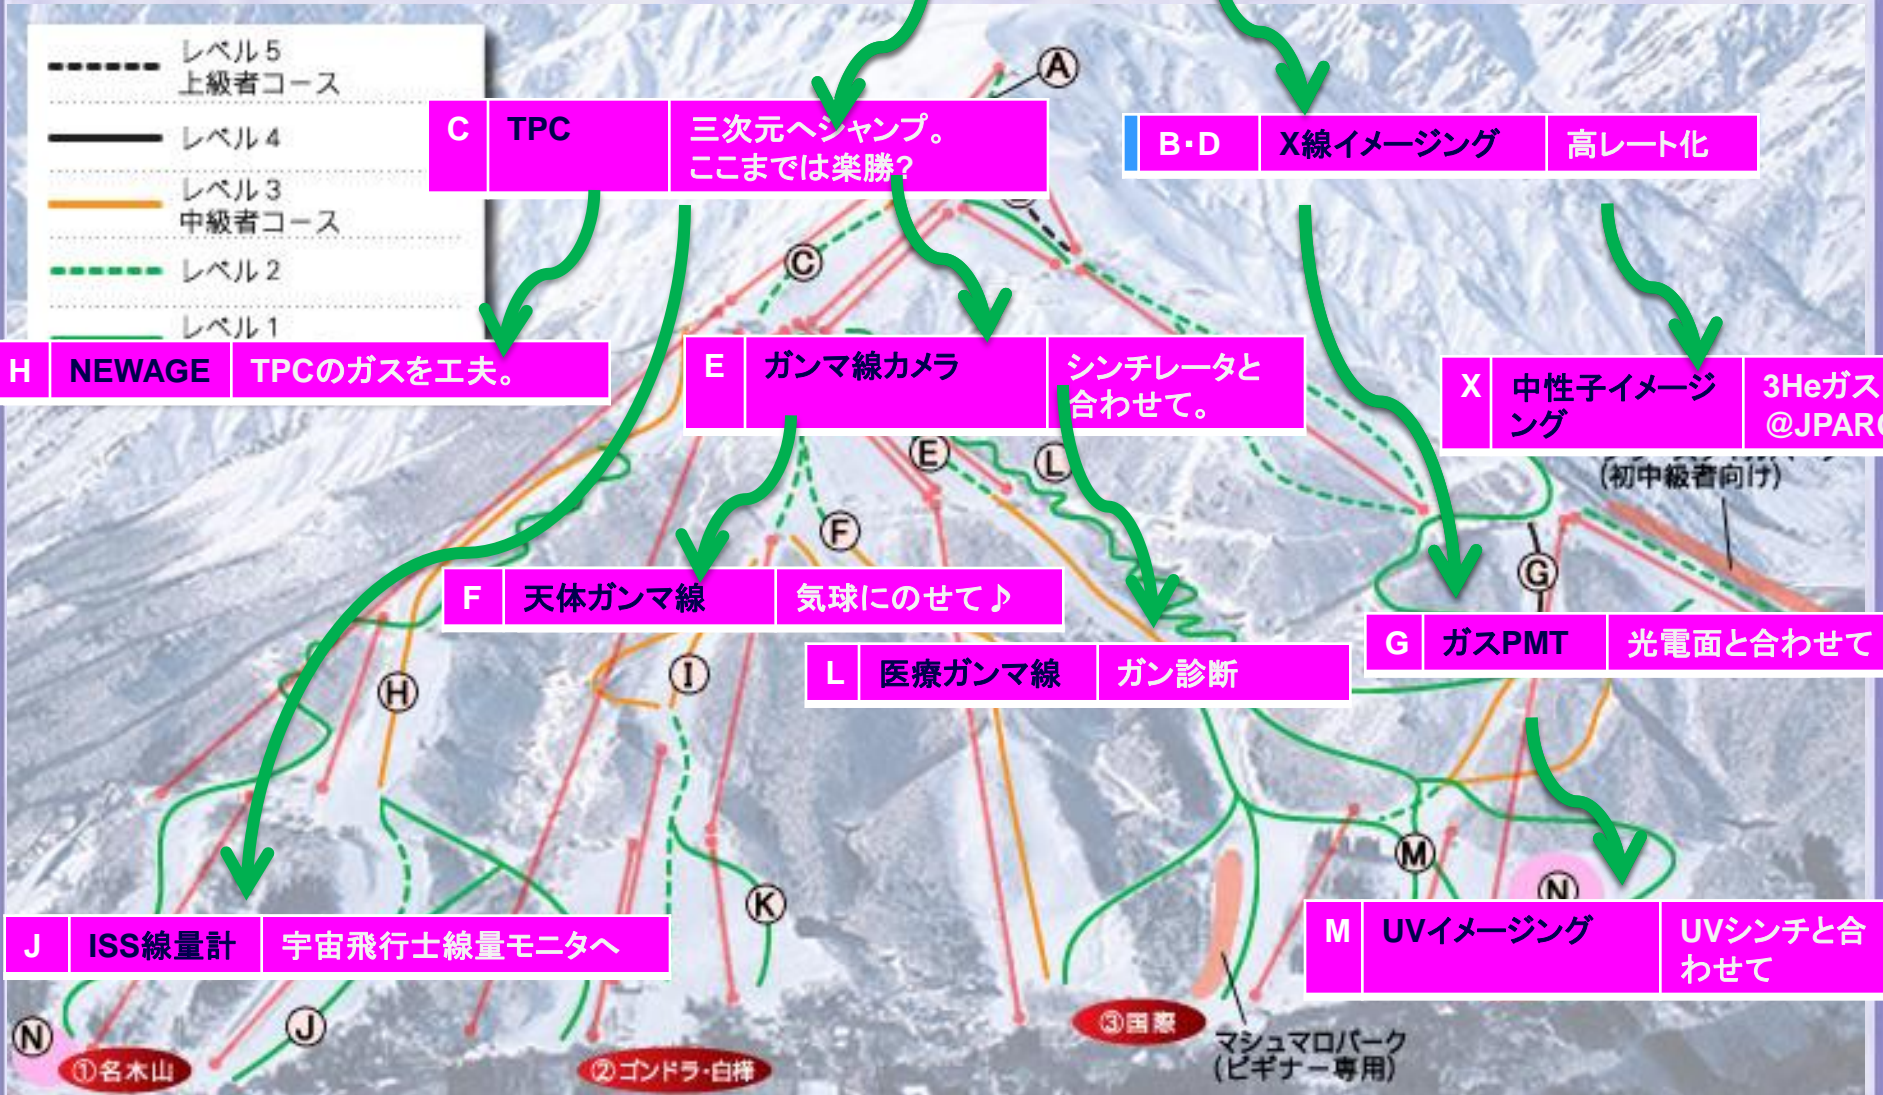 レベル 5
上級者コース
レベル 4
レベル 3
中級者コース
レベル 2
レベル 1
A
C TPC 三次元へジャンプ。
ここまでは楽勝?
B・D X線イメージング 高レート化
C
H NEWAGE TPCのガスを工夫。
E ガンマ線カメラ シンチレータと
合わせて。
X 中性子イメージ
ング
3Heガス
@JPARC
(初中級者向け)
E
L
F
G
F 天体ガンマ線 気球にのせて♪
G ガスPMT 光電面と合わせて
L 医療ガンマ線 ガン診断
H
I
M
N
K
J ISS線量計 宇宙飛行士線量モニタへ
M UVイメージング UVシンチと合
わせて
N
J
①名木山
②ゴンドラ・白樺
③国際
マシュマロパーク
(ビギナー専用)